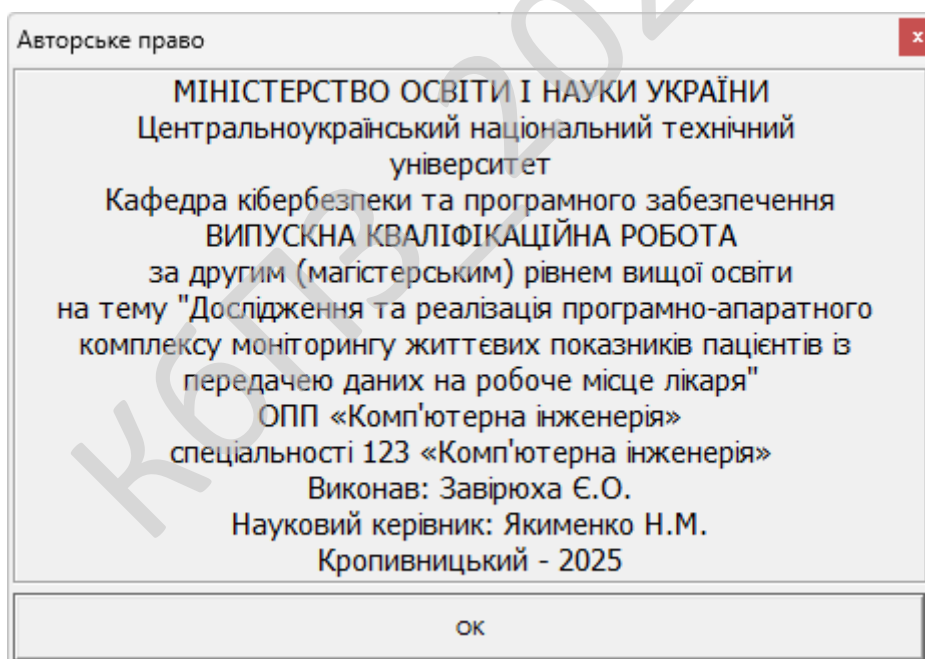 Авторське право
x
МІНІСТЕРСТВО ОСВІТИ І НАУКИ УКРАЇНИ
Центральноукраїнський національний технічний
університет
Кафедра кібербезпеки та програмного забезпечення
ВИПУСКНА КВАЛІФІКАЦІЙНА РОБОТА
за другим (магістерським) рівнем вищої освіти
на тему "Дослідження та реалізація програмно-апаратного
комплексу моніторингу життєвих показників пацієнтів із
передачею даних на робоче місце лікаря"
ОПП «Комп'ютерна інженерія»
спеціальності 123 «Комп'ютерна інженерія»
Виконав: Завірюха Є.О.
Науковий керівник: Якименко Н.М.
Кропивницький - 2025
ОК